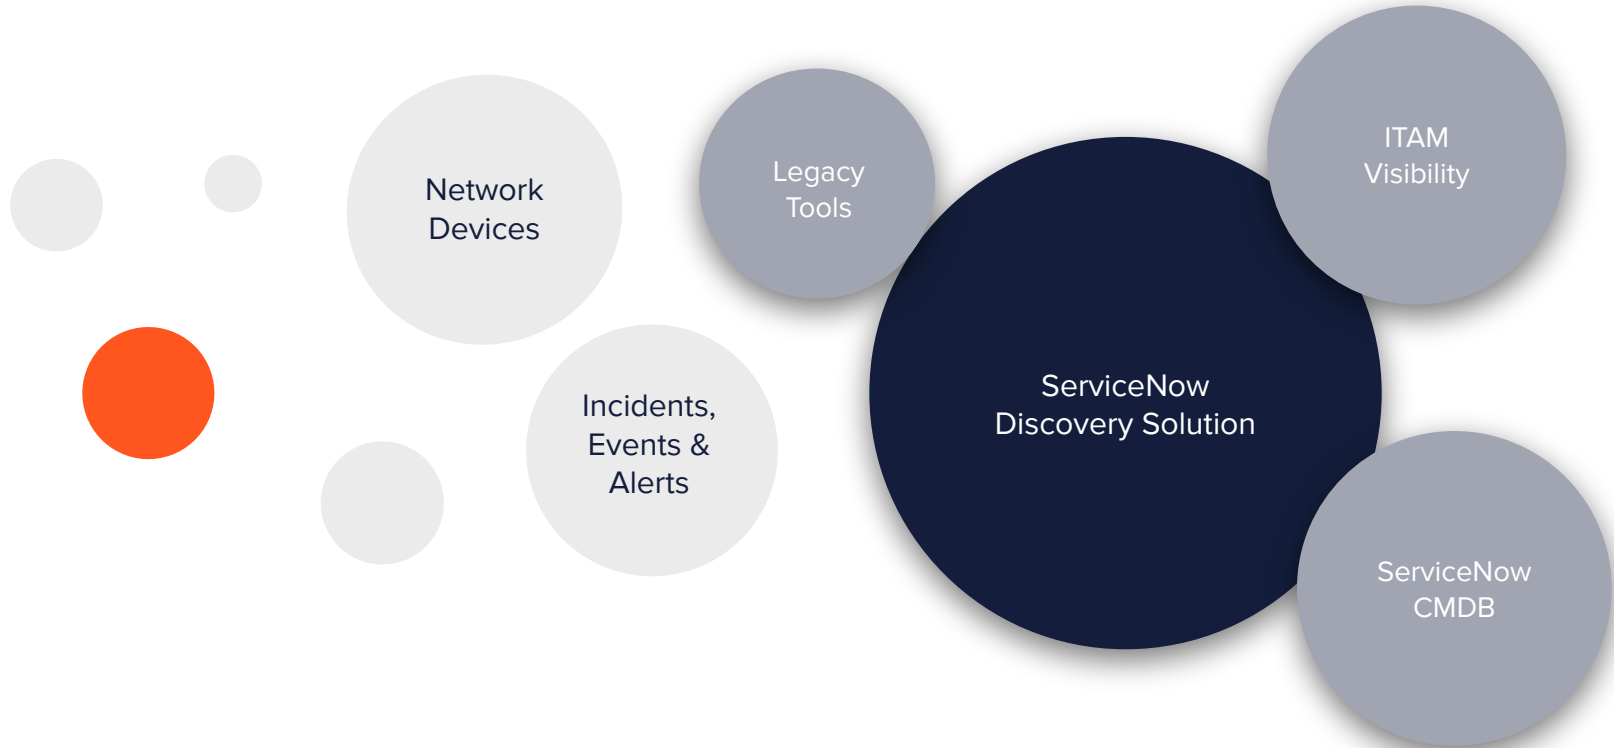 Network
Devices
Incidents,
Events &
Alerts
Legacy
Tools
ServiceNow
Discovery Solution
ITAM
Visibility
ServiceNow
CMDB